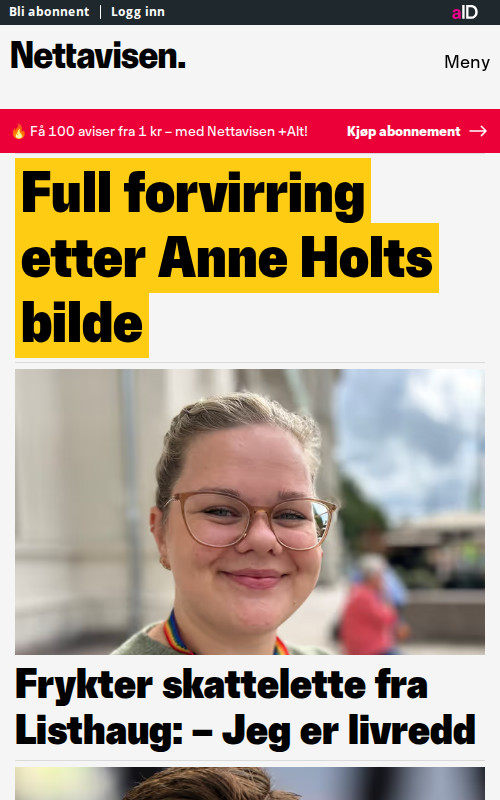 Bli abonnent
Logg inn
aID
Nettavisen.
Meny
🔥 Få 100 aviser fra 1 kr – med Nettavisen +Alt!
Kjøp abonnement →
Full forvirring
etter Anne Holts
bilde
Frykter skattelette fra
Listhaug: – Jeg er livredd